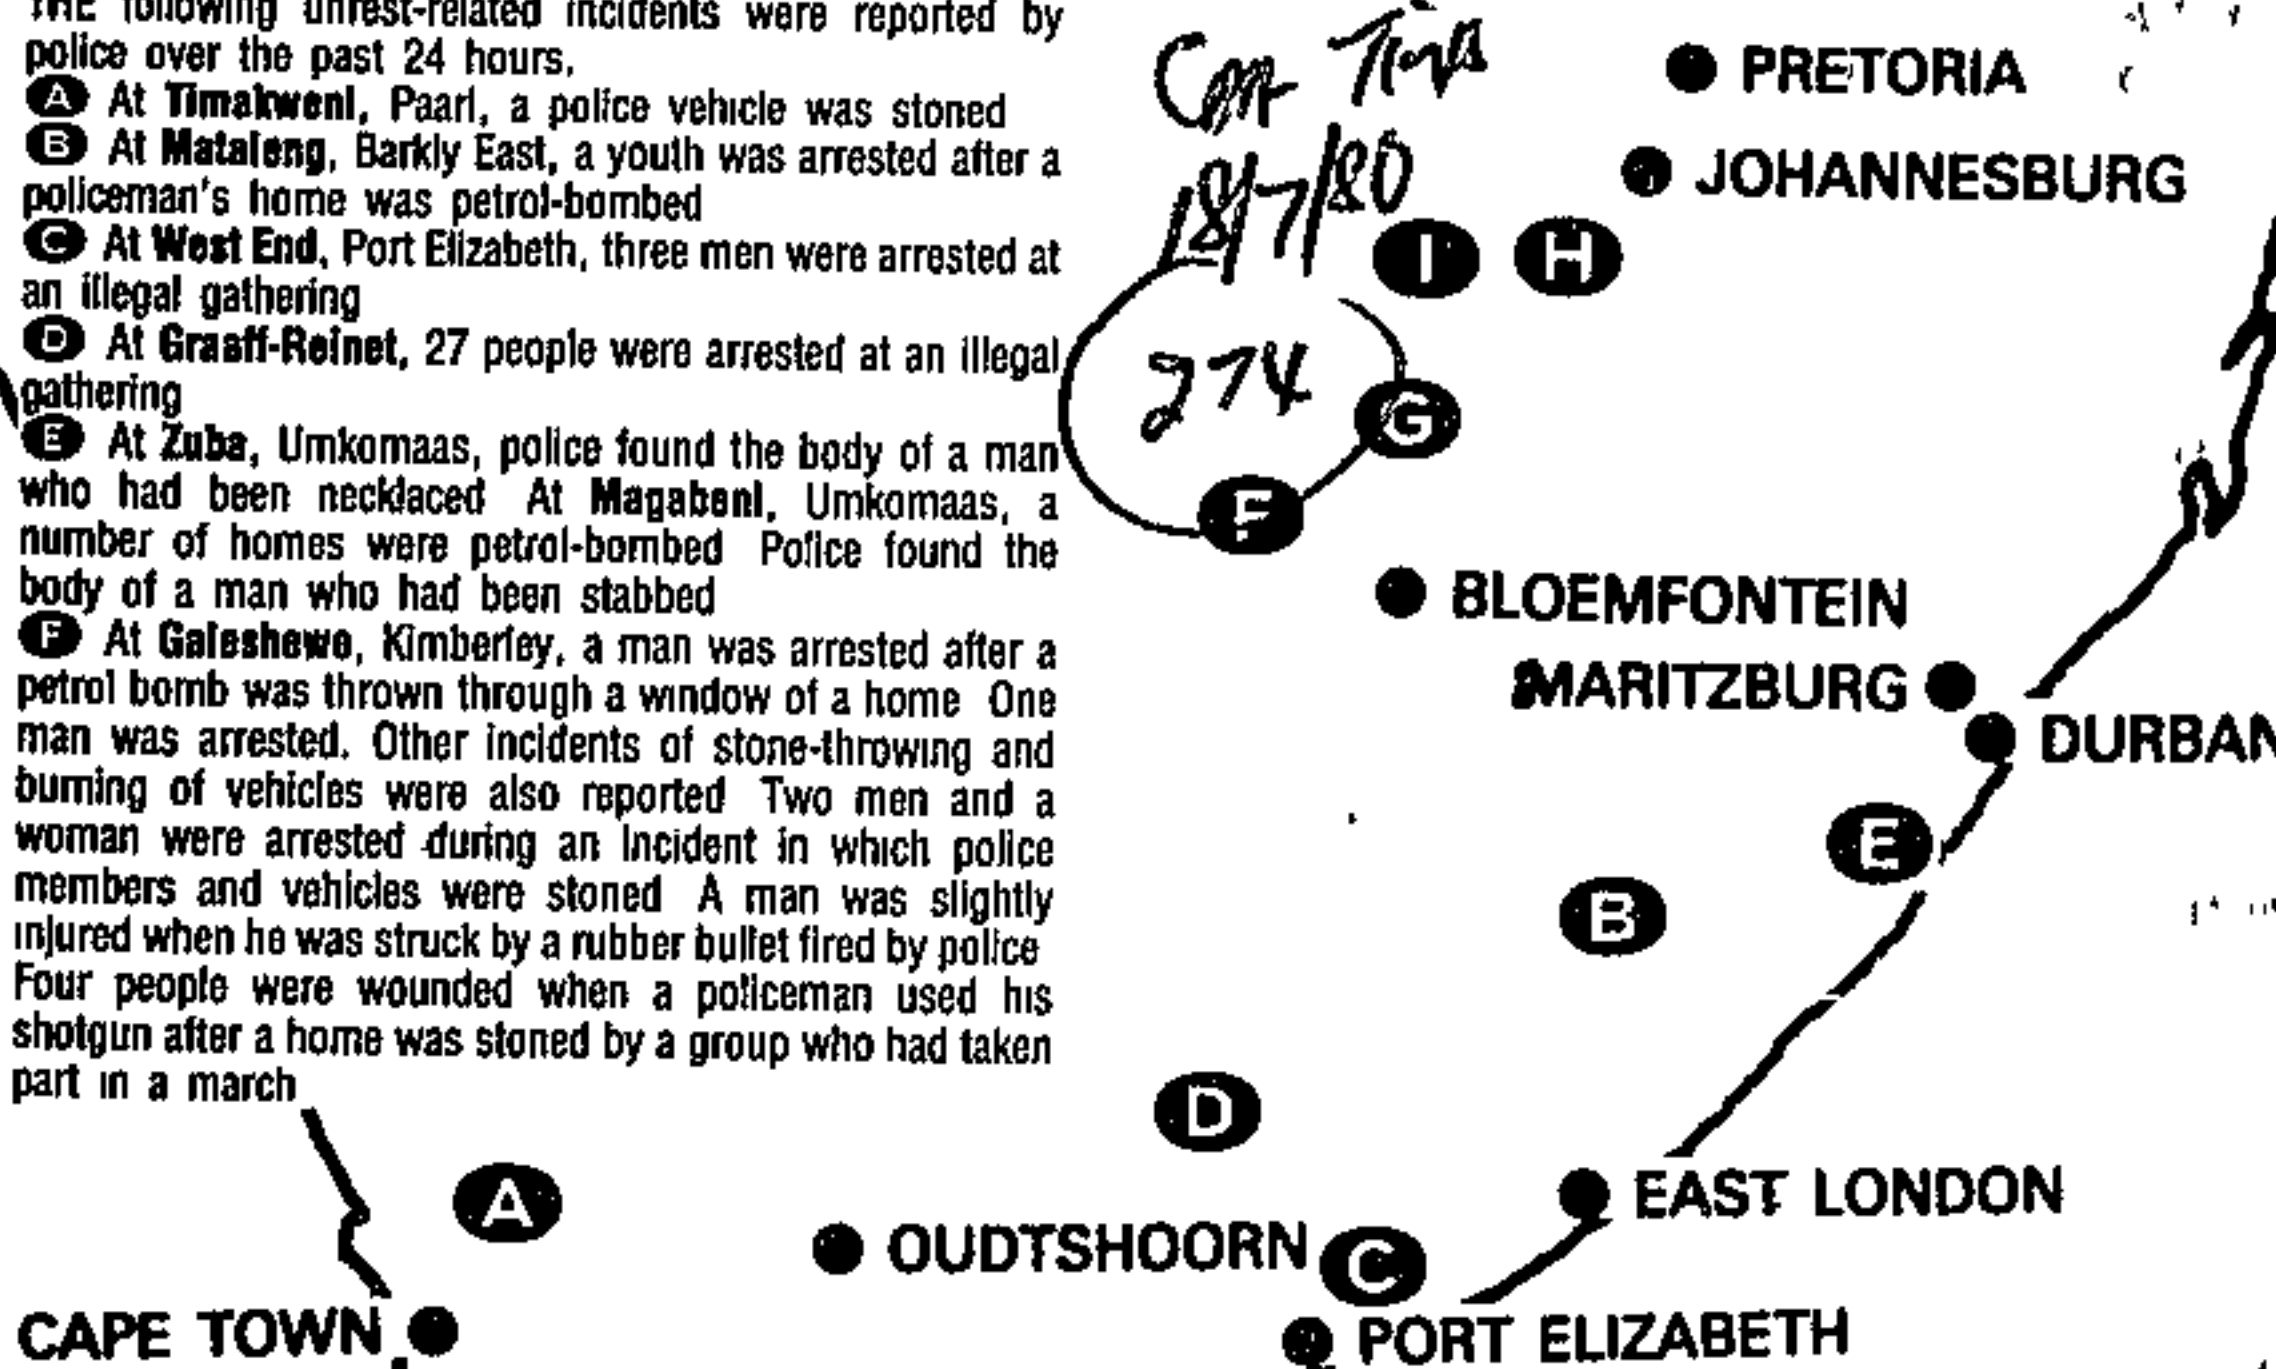 THE following unrest-related incidents were reported by
police over the past 24 hours.
A At Timakweni, Paarl, a police vehicle was stoned
B At Mataleng, Barkly East, a youth was arrested after a
policeman's home was petrol-bombed
C At West End, Port Elizabeth, three men were arrested at
an illegal gathering
D At Graaff-Reinet, 27 people were arrested at an illegal
gathering
E At Zuba, Umkomaas, police found the body of a man
who had been necklaced At Magabeni, Umkomaas, a
number of homes were petrol-bombed Police found the
body of a man who had been stabbed
F At Galeshewe, Kimberley, a man was arrested after a
petrol bomb was thrown through a window of a home One
man was arrested. Other incidents of stone-throwing and
burning of vehicles were also reported Two men and a
woman were arrested during an incident in which police
members and vehicles were stoned A man was slightly
injured when he was struck by a rubber bullet fired by police
Four people were wounded when a policeman used his
shotgun after a home was stoned by a group who had taken
part in a march
18/7/80
274
PRETORIA
JOHANNESBURG
I H
G
F
BLOEMFONTEIN
MARITZBURG
DURBAN
E
B
D
A
EAST LONDON
OUDTSHOORN
C
CAPE TOWN
PORT ELIZABETH